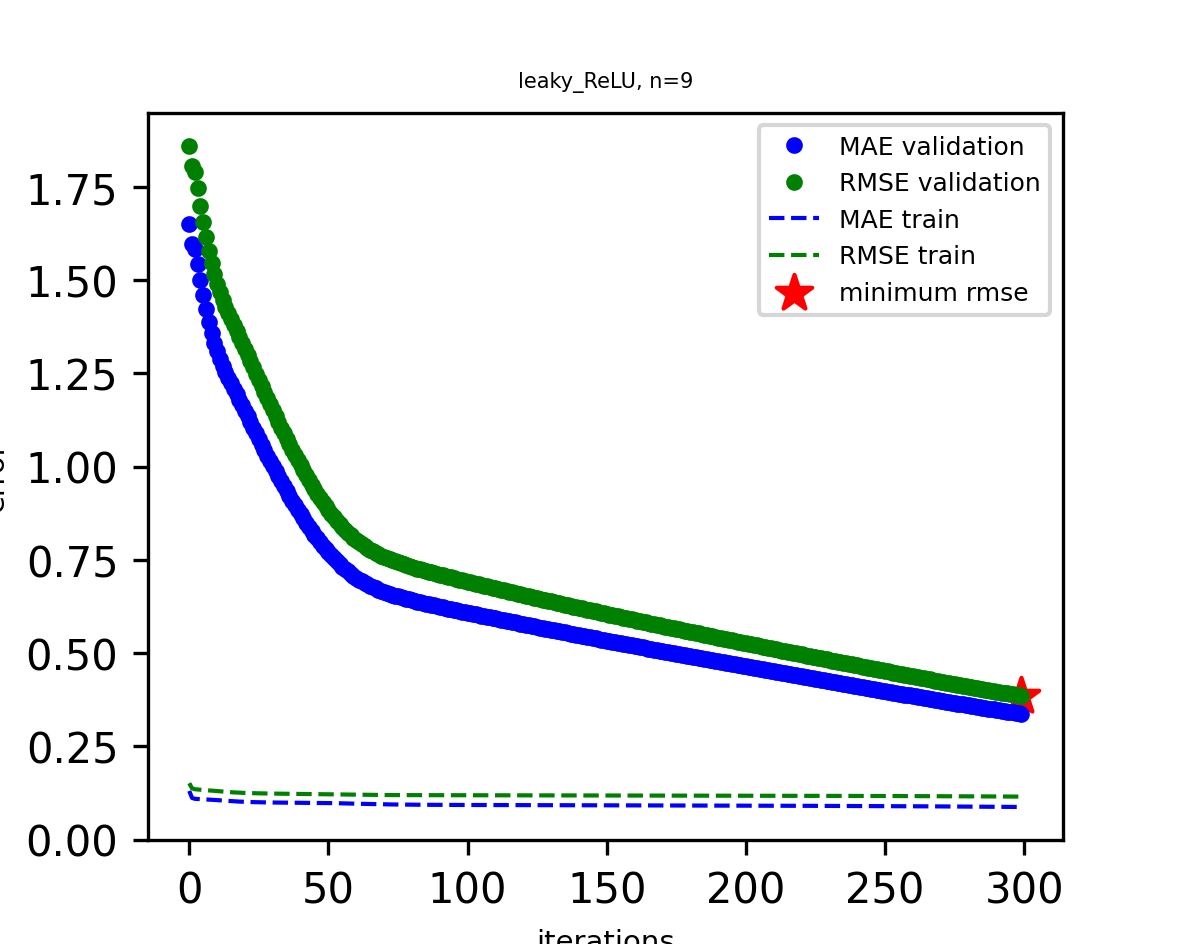 leaky_ReLU, n=9
MAE validation
RMSE validation
MAE train
RMSE train
minimum rmse
1.75
1.50
1.25
1.00
0.75
0.50
0.25
0.00
0 50 100 150 200 250 300
iterations